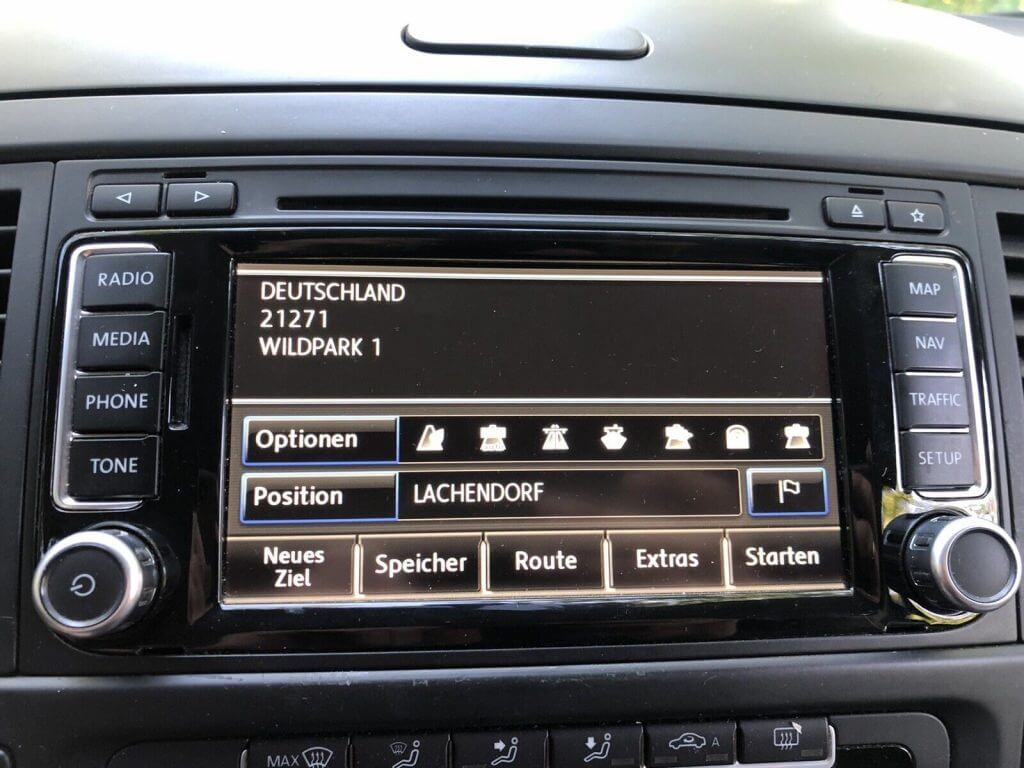 RADIO
MEDIA
PHONE
TONE
DEUTSCHLAND
21271
WILDPARK 1
Optionen
Position LACHENDORF
Neues Ziel
Speicher
Route
Extras
Starten
MAP
NAV
TRAFFIC
SETUP
MAX
A